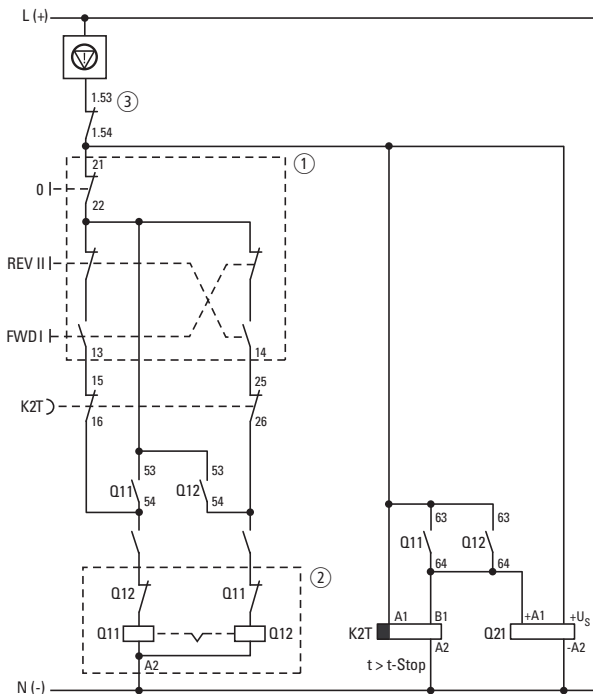 L (+)
1.53
③
1.54
21
①
0
22
REV II
FWD I
13
14
15
25
K2T
16
26
53
53
Q11
Q12
54
54
63
63
Q11
Q12
64
64
②
Q12
Q11
Q11
Q12
A2
A1
B1
K2T
A2
+A1
+Us
Q21
-A2
t > t-Stop
N (-)